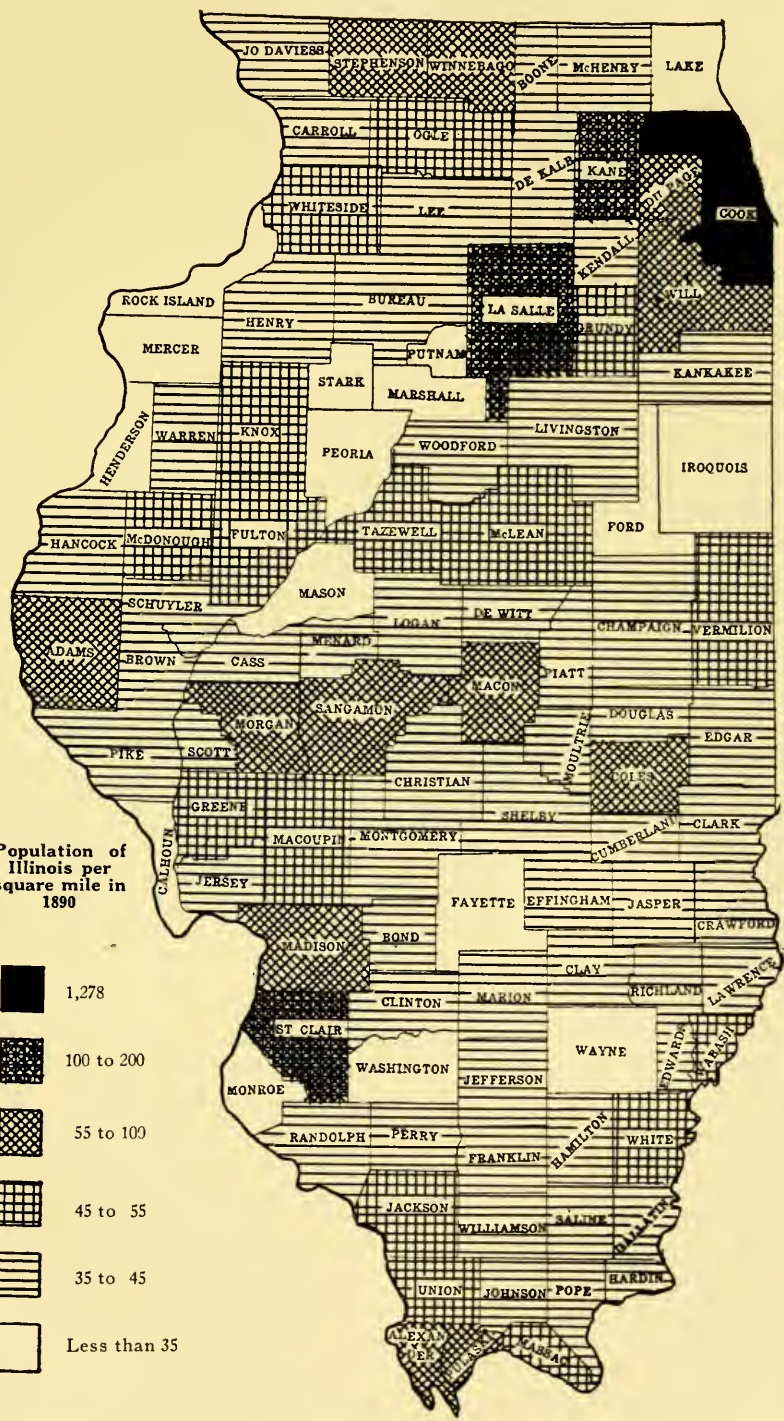 JO DAVIESS
STEPHENSON
WINNEBAGO
BOONE
McHENRY
LAKE
CARROLL
OGLE
DE KALB
KANE
DU PAGE
COOK
WHITESIDE
LEE
KENDALL
ROCK ISLAND
HENRY
BUREAU
LA SALLE
GRUNDY
WILL
MERCER
PUTNAM
STARK
MARSHALL
KANKAKEE
HENDERSON
WARREN
KNOX
PEORIA
WOODFORD
LIVINGSTON
IROQUOIS
HANCOCK
McDONOUGH
FULTON
TAZEWELL
McLEAN
FORD
MASON
SCHUYLER
ADAMS
BROWN
CASS
MENARD
LOGAN
DE WITT
CHAMPAIGN
VERMILION
PIATT
MACON
SANGAMON
MORGAN
SCOTT
PIKE
DOUGLAS
EDGAR
MOULTRIE
COLES
CHRISTIAN
GREENE
MACOUPIN
MONTGOMERY
SHELBY
CUMBERLAND
CLARK
CALHOUN
JERSEY
FAYETTE
EFFINGHAM
JASPER
CRAWFORD
MADISON
BOND
CLAY
RICHLAND
LAWRENCE
CLINTON
MARION
ST CLAIR
WASHINGTON
WAYNE
EDWARDS
WABASH
MONROE
JEFFERSON
RANDOLPH
PERRY
FRANKLIN
HAMILTON
WHITE
JACKSON
WILLIAMSON
SALINE
GALLATIN
UNION
JOHNSON
POPE
HARDIN
ALEXAN
DER
PULASKI
MASSAC
Population of
Illinois per
square mile in
1890
1,278
100 to 200
55 to 100
45 to 55
35 to 45
Less than 35